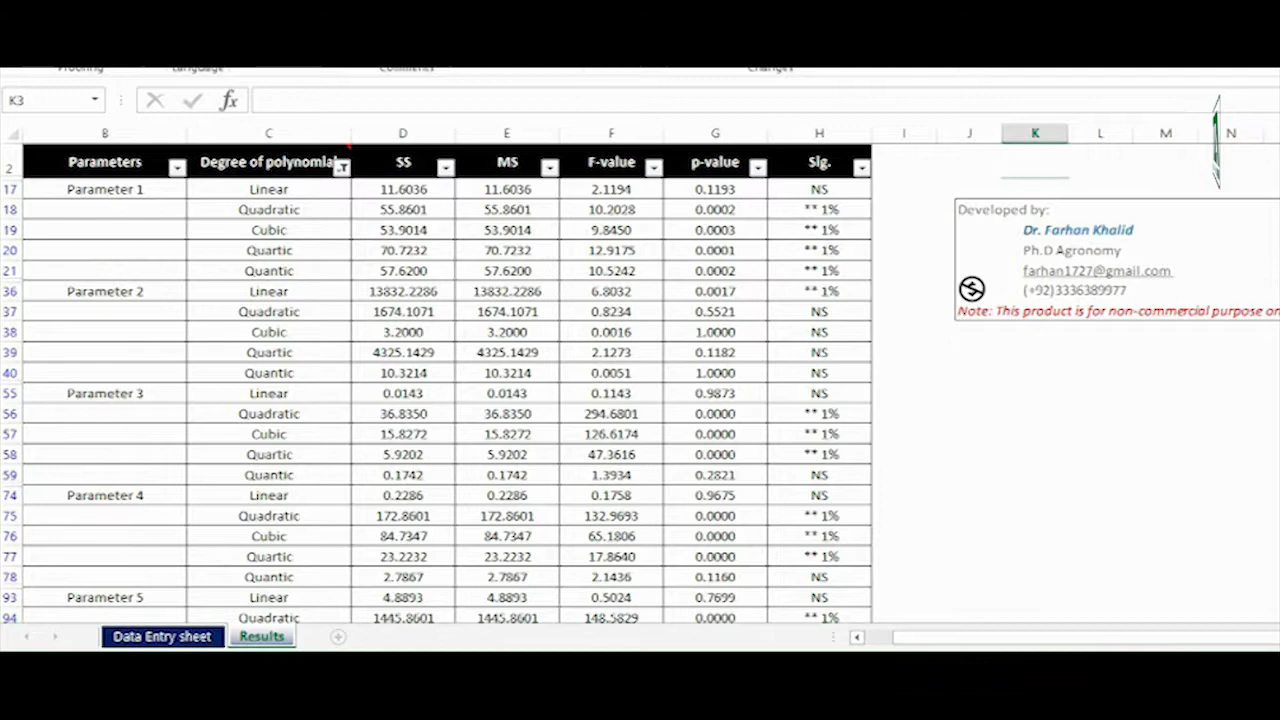 Proofing Language Comments Changes
K3 fx
B C D E F G H I J K L M N
2 Parameters Degree of polynomial SS MS F-value p-value Sig.
17 Parameter 1 Linear 11.6036 11.6036 2.1194 0.1193 NS
18 Quadratic 55.8601 55.8601 10.2028 0.0002 ** 1%
19 Cubic 53.9014 53.9014 9.8450 0.0003 ** 1%
20 Quartic 70.7232 70.7232 12.9175 0.0001 ** 1%
21 Quantic 57.6200 57.6200 10.5242 0.0002 ** 1%
36 Parameter 2 Linear 13832.2286 13832.2286 6.8032 0.0017 ** 1%
37 Quadratic 1674.1071 1674.1071 0.8234 0.5521 NS
38 Cubic 3.2000 3.2000 0.0016 1.0000 NS
39 Quartic 4325.1429 4325.1429 2.1273 0.1182 NS
40 Quantic 10.3214 10.3214 0.0051 1.0000 NS
55 Parameter 3 Linear 0.0143 0.0143 0.1143 0.9873 NS
56 Quadratic 36.8350 36.8350 294.6801 0.0000 ** 1%
57 Cubic 15.8272 15.8272 126.6174 0.0000 ** 1%
58 Quartic 5.9202 5.9202 47.3616 0.0000 ** 1%
59 Quantic 0.1742 0.1742 1.3934 0.2821 NS
74 Parameter 4 Linear 0.2286 0.2286 0.1758 0.9675 NS
75 Quadratic 172.8601 172.8601 132.9693 0.0000 ** 1%
76 Cubic 84.7347 84.7347 65.1806 0.0000 ** 1%
77 Quartic 23.2232 23.2232 17.8640 0.0000 ** 1%
78 Quantic 2.7867 2.7867 2.1436 0.1160 NS
93 Parameter 5 Linear 4.8893 4.8893 0.5024 0.7699 NS
94 Quadratic 1445.8601 1445.8601 148.5829 0.0000 ** 1%
Developed by:
Dr. Farhan Khalid
Ph.D Agronomy
farhan1727@gmail.com
(+92)3336389977
Note: This product is for non-commercial purpose on
Data Entry sheet Results